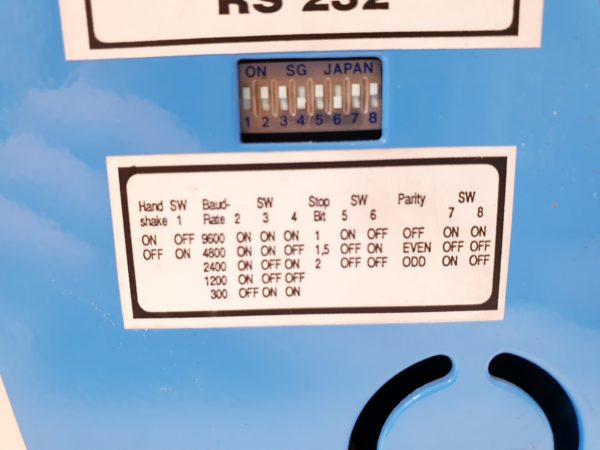 RS 232
ON SG JAPAN
1 2 3 4 5 6 7 8
Hand SW Baud- SW Stop SW Parity SW
shake 1 Rate 2 3 4 Bit 5 6 7 8
ON OFF 9600 ON ON ON 1 ON OFF OFF ON ON
OFF ON 4800 ON ON OFF 1,5 OFF ON EVEN OFF OFF
2400 ON OFF ON 2 OFF OFF ODD ON OFF
1200 ON OFF OFF
300 OFF ON ON